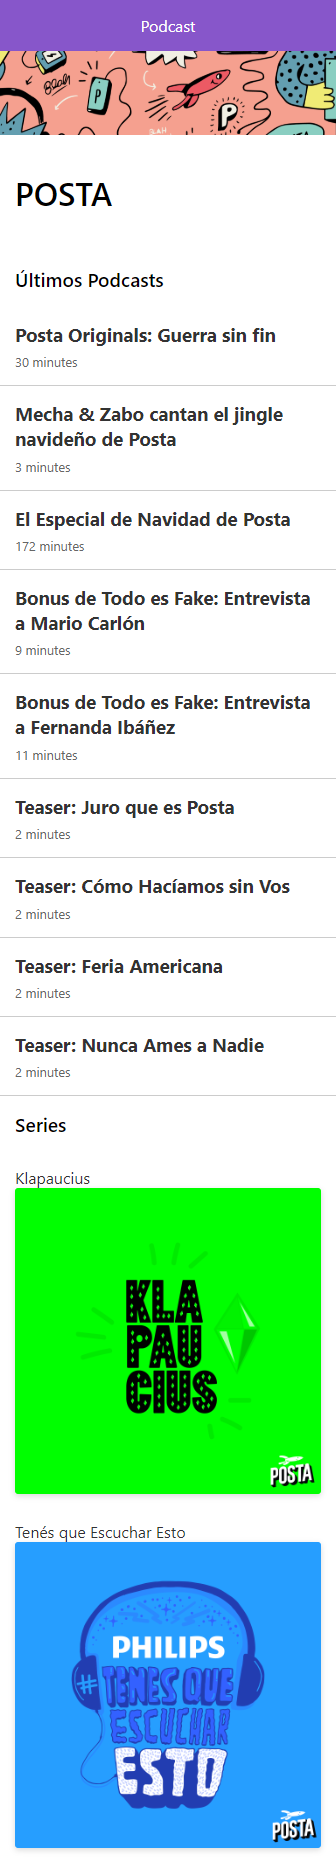 Podcast
Blah
P
P
BLAH
POSTA
Últimos Podcasts
Posta Originals: Guerra sin fin
30 minutes
Mecha & Zabo cantan el jingle
navideño de Posta
3 minutes
El Especial de Navidad de Posta
172 minutes
Bonus de Todo es Fake: Entrevista
a Mario Carlón
9 minutes
Bonus de Todo es Fake: Entrevista
a Fernanda Ibáñez
11 minutes
Teaser: Juro que es Posta
2 minutes
Teaser: Cómo Hacíamos sin Vos
2 minutes
Teaser: Feria Americana
2 minutes
Teaser: Nunca Ames a Nadie
2 minutes
Series
Klapaucius
KLA
PAU
CIUS
POSTA
Tenés que Escuchar Esto
PHILIPS
#TENES QUE
ESCUCHAR
ESTO
POSTA